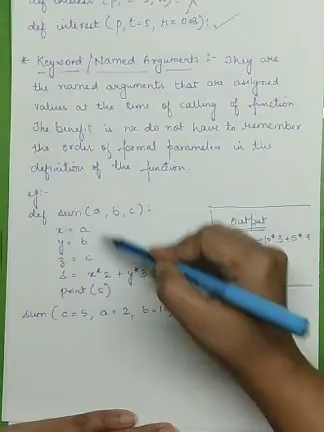 def interest (p, t=5, r=0.08):
* Keyword / Named Arguments :- They are
the named arguments that are assigned
values at the time of calling of function
The benefit is we do not have to remember
the order of formal parameters in the
definition of the function.
eg:-
def sum(a, b, c):
x = a
y = b
z = c
s = x*2 + y*3
print(s)
sum( c=5, a=2, b=10
Output